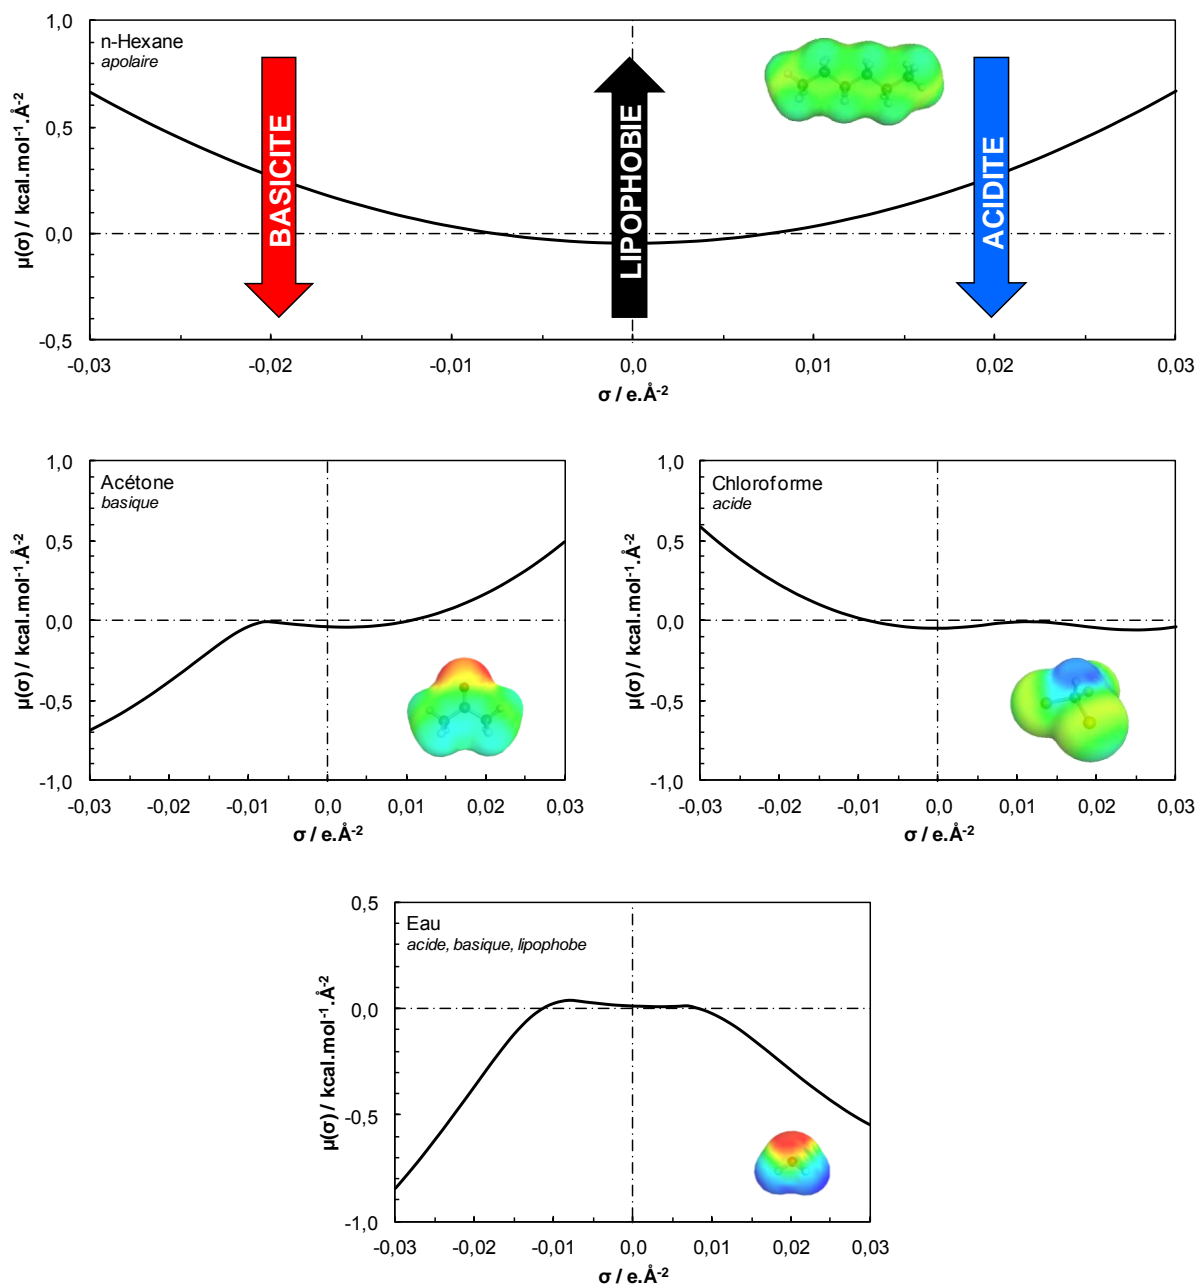 1,0
n-Hexane
apolaire
0,5
0,0
-0,5
μ(σ) / kcal.mol⁻¹.Å⁻²
BASICITE
LIPOPHOBIE
ACIDITE
-0,03 -0,02 -0,01 0,0 0,01 0,02 0,03
σ / e.Å⁻²
1,0
Acétone
basique
0,5
0,0
-0,5
-1,0
μ(σ) / kcal.mol⁻¹.Å⁻²
-0,03 -0,02 -0,01 0,0 0,01 0,02 0,03
σ / e.Å⁻²
1,0
Chloroforme
acide
0,5
0,0
-0,5
-1,0
μ(σ) / kcal.mol⁻¹.Å⁻²
-0,03 -0,02 -0,01 0,0 0,01 0,02 0,03
σ / e.Å⁻²
0,5
Eau
acide, basique, lipophobe
0,0
-0,5
-1,0
μ(σ) / kcal.mol⁻¹.Å⁻²
-0,03 -0,02 -0,01 0,0 0,01 0,02 0,03
σ / e.Å⁻²